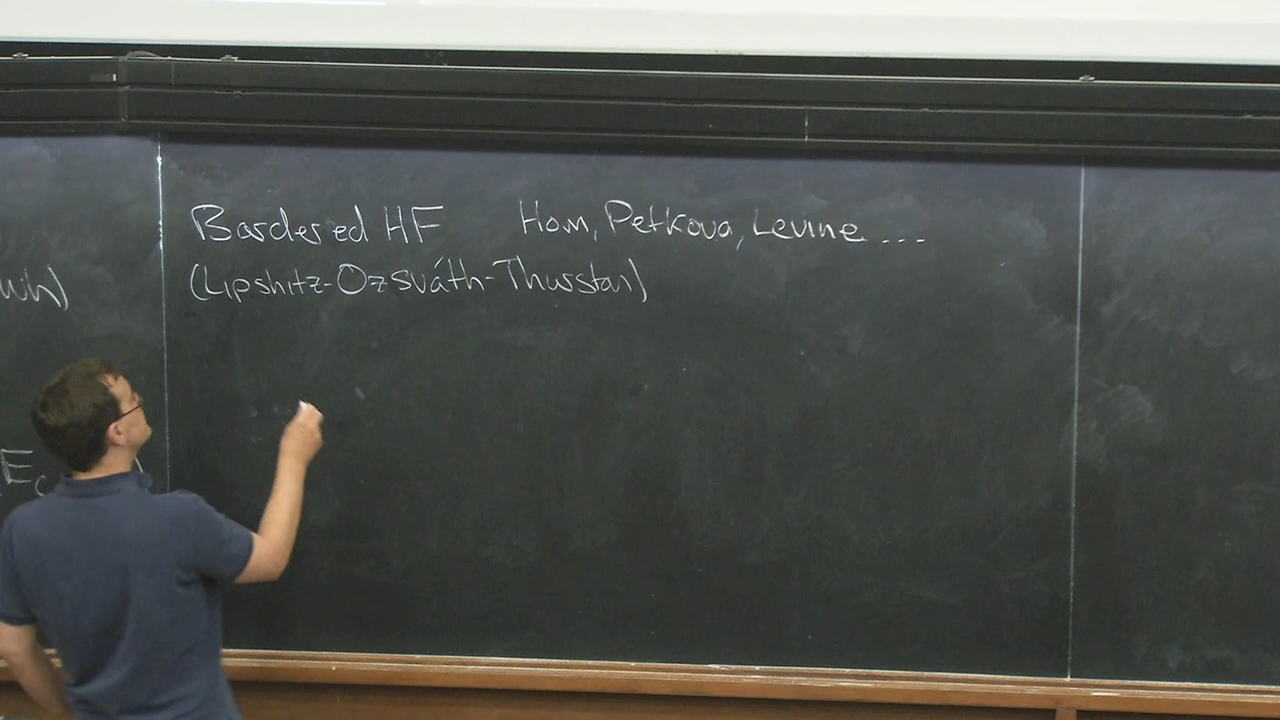 Bordered HF Hom, Petkova, Levine ...
(Lipshitz-Ozsváth-Thurston)